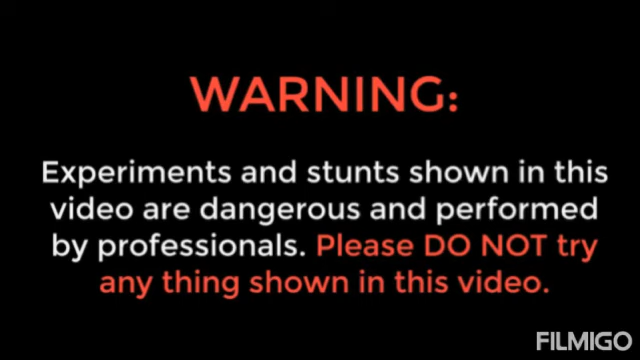 WARNING:
Experiments and stunts shown in this
video are dangerous and performed
by professionals. Please DO NOT try
any thing shown in this video.
FILMIGO